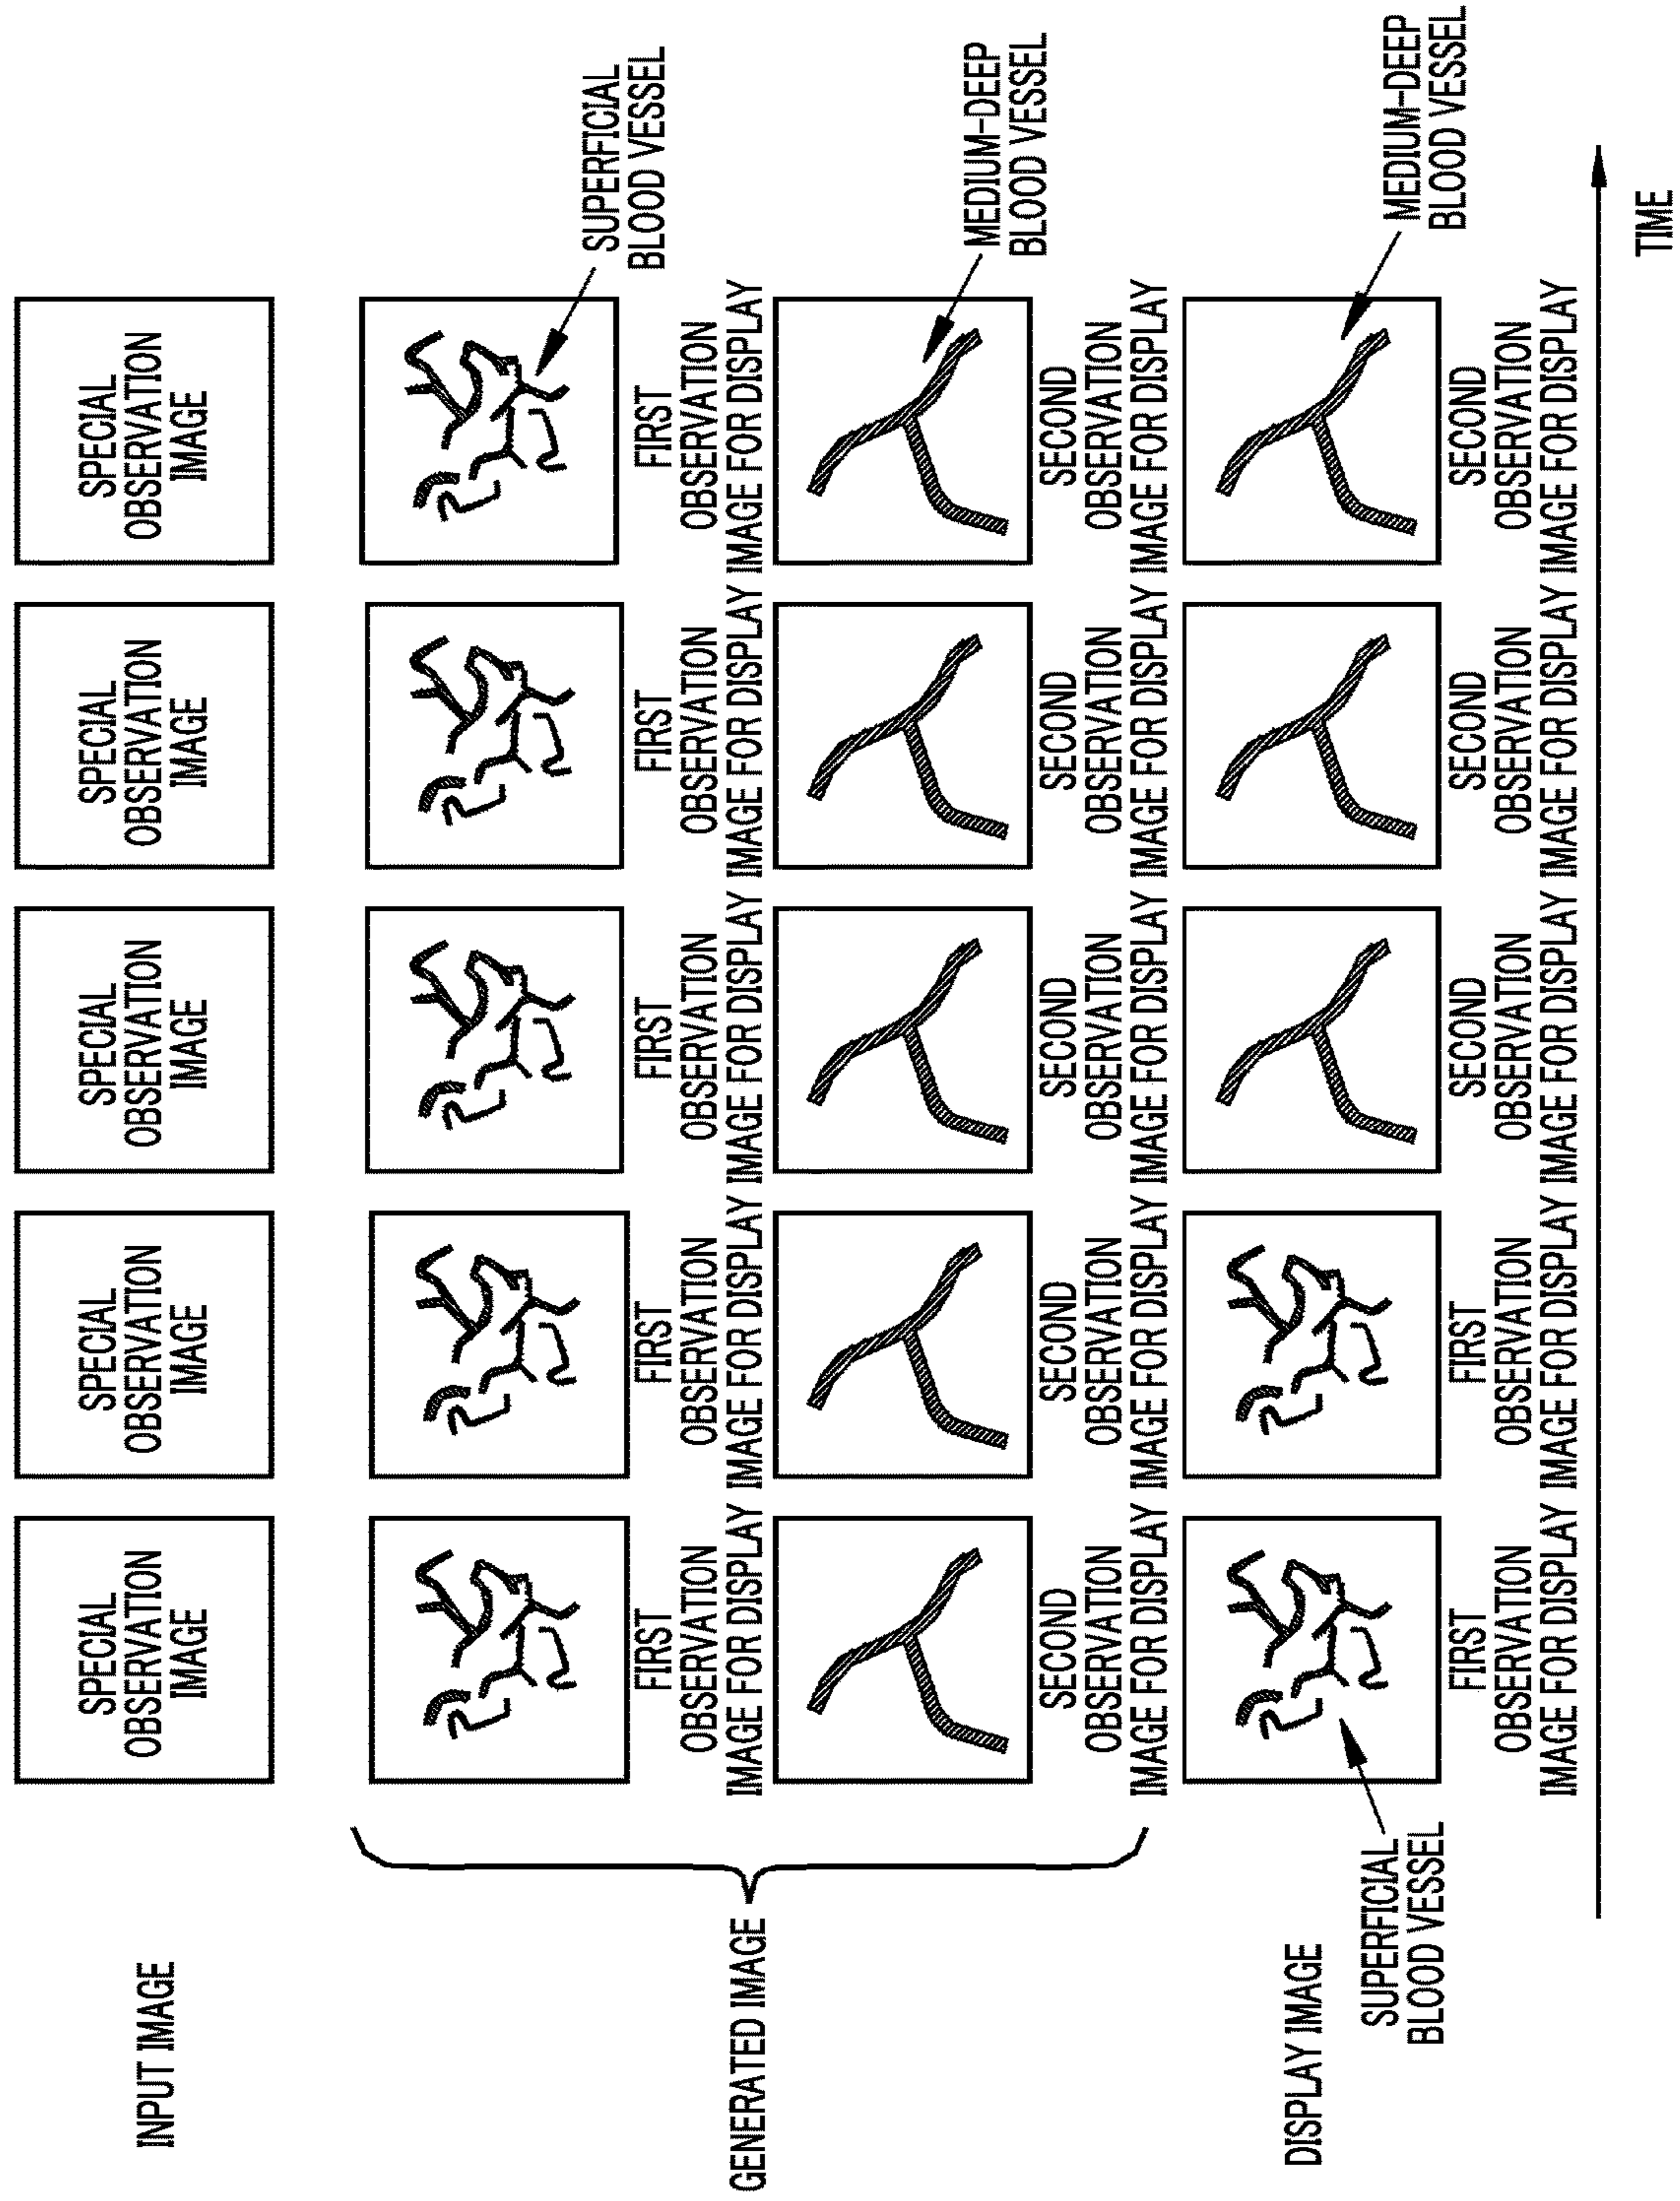 INPUT IMAGE
SPECIAL
OBSERVATION
IMAGE
SPECIAL
OBSERVATION
IMAGE
SPECIAL
OBSERVATION
IMAGE
SPECIAL
OBSERVATION
IMAGE
SPECIAL
OBSERVATION
IMAGE
GENERATED IMAGE
FIRST
OBSERVATION
IMAGE FOR DISPLAY
FIRST
OBSERVATION
IMAGE FOR DISPLAY
FIRST
OBSERVATION
IMAGE FOR DISPLAY
FIRST
OBSERVATION
IMAGE FOR DISPLAY
FIRST
OBSERVATION
IMAGE FOR DISPLAY
SUPERFICIAL
BLOOD VESSEL
SECOND
OBSERVATION
IMAGE FOR DISPLAY
SECOND
OBSERVATION
IMAGE FOR DISPLAY
SECOND
OBSERVATION
IMAGE FOR DISPLAY
SECOND
OBSERVATION
IMAGE FOR DISPLAY
SECOND
OBSERVATION
IMAGE FOR DISPLAY
MEDIUM-DEEP
BLOOD VESSEL
DISPLAY IMAGE
SUPERFICIAL
BLOOD VESSEL
FIRST
OBSERVATION
IMAGE FOR DISPLAY
FIRST
OBSERVATION
IMAGE FOR DISPLAY
SECOND
OBSERVATION
IMAGE FOR DISPLAY
SECOND
OBSERVATION
IMAGE FOR DISPLAY
SECOND
OBSERVATION
IMAGE FOR DISPLAY
MEDIUM-DEEP
BLOOD VESSEL
TIME